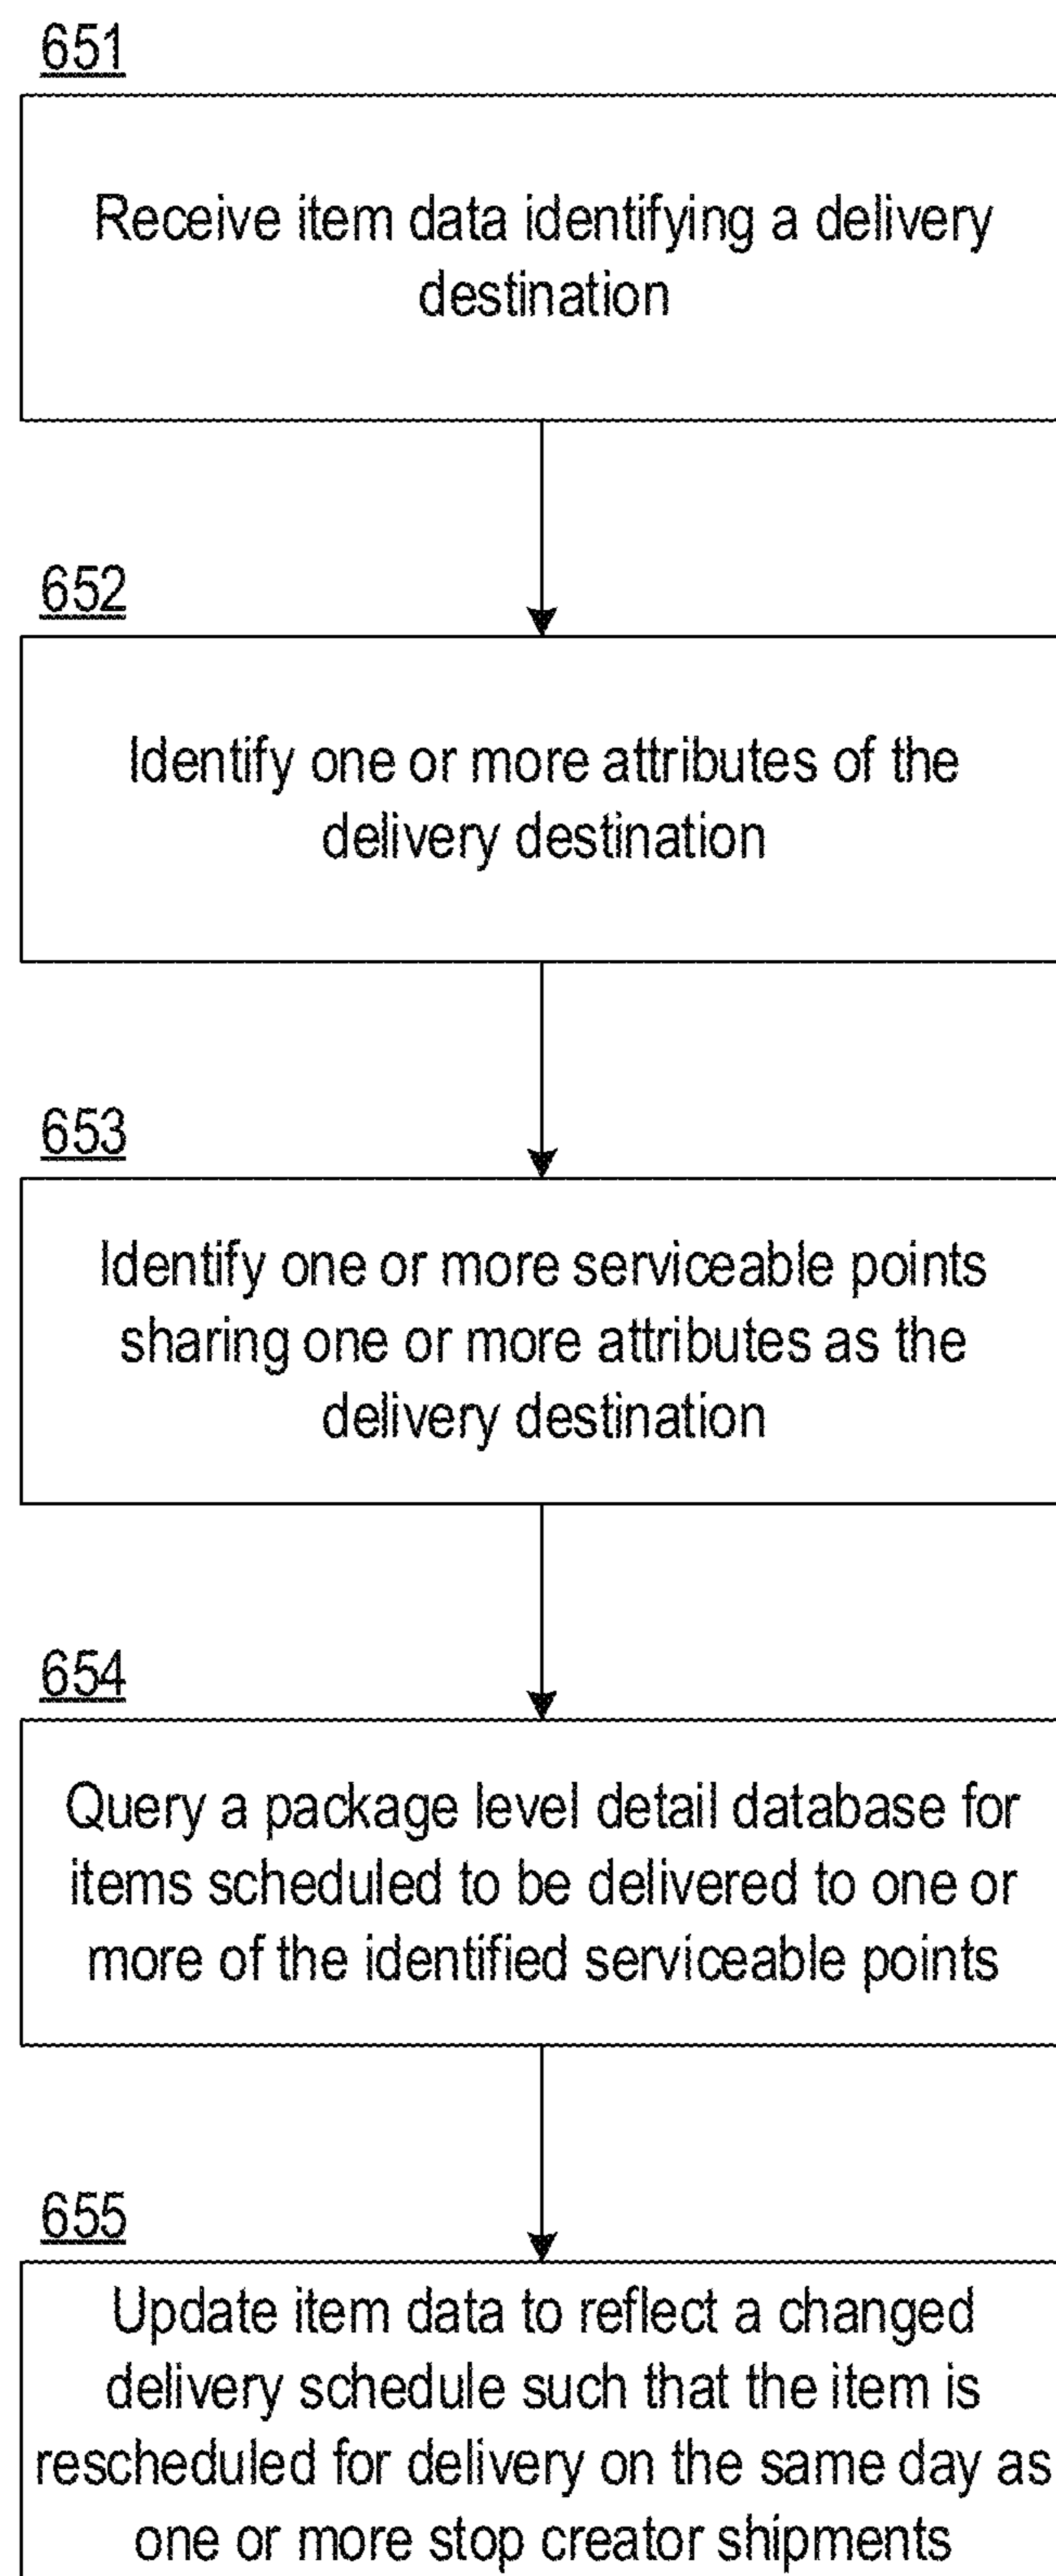 651
Receive item data identifying a delivery
destination
652
Identify one or more attributes of the
delivery destination
653
Identify one or more serviceable points
sharing one or more attributes as the
delivery destination
654
Query a package level detail database for
items scheduled to be delivered to one or
more of the identified serviceable points
655
Update item data to reflect a changed
delivery schedule such that the item is
rescheduled for delivery on the same day as
one or more stop creator shipments